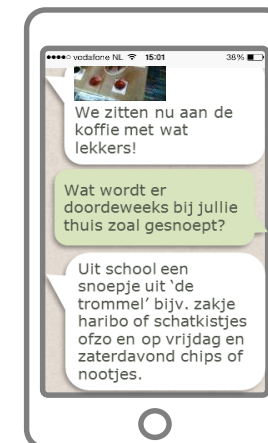 vodafone NL 15:01 38%
We zitten nu aan de
koffie met wat
lekkers!
Wat wordt er
doordeweeks bij jullie
thuis zoal gesnoept?
Uit school een
snoepje uit ‘de
trommel’ bijv. zakje
haribo of schatkistjes
ofzo en op vrijdag en
zaterdavond chips of
nootjes.